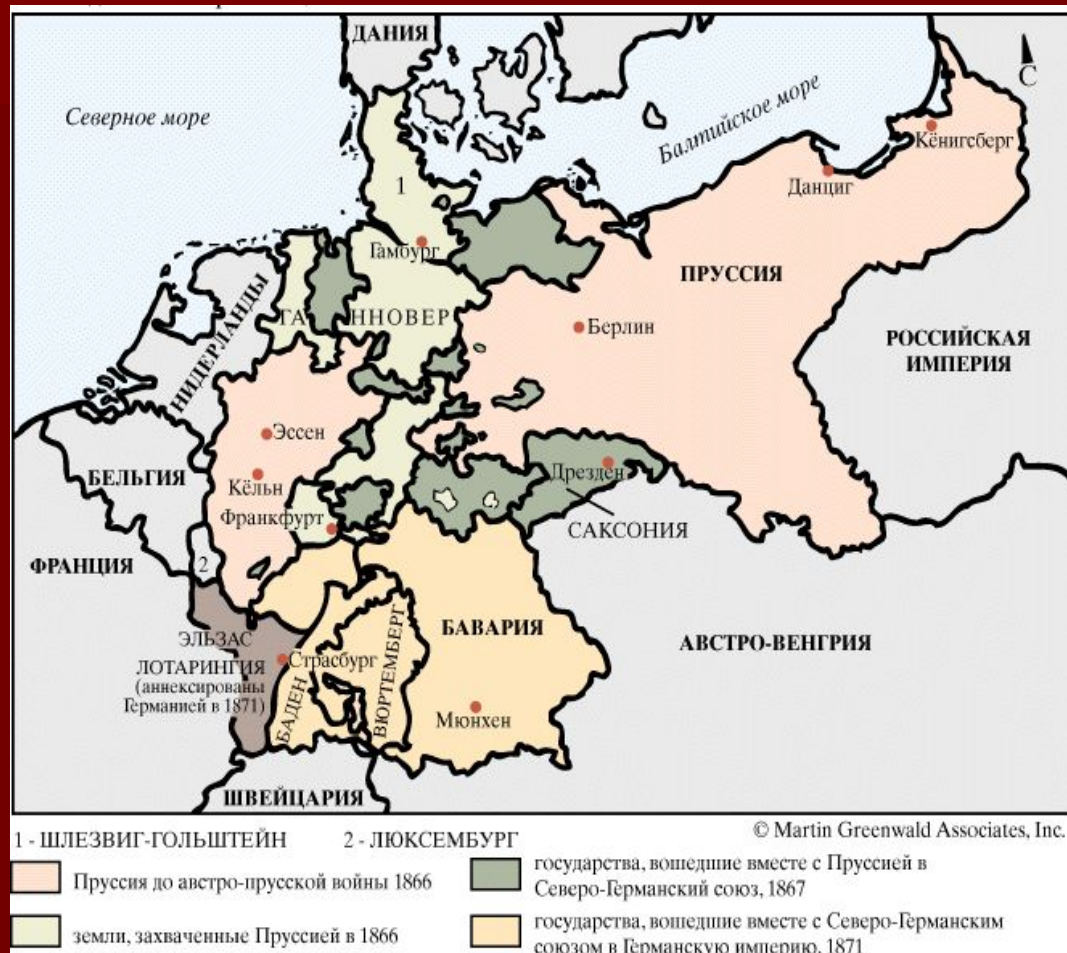 ДАНИЯ
Северное море
Балтийское море
С
Кёнигсберг
Данциг
1
Гамбург
ПРУССИЯ
НИДЕРЛАНДЫ
ГАННОВЕР
Берлин
РОССИЙСКАЯ
ИМПЕРИЯ
Эссен
БЕЛЬГИЯ
Кёльн
Дрезден
Франкфурт
САКСОНИЯ
ФРАНЦИЯ
2
ЭЛЬЗАС
ЛОТАРИНГИЯ
(аннексированы
Германией в 1871)
Страсбург
БАДЕН
ВЮРТЕМБЕРГ
БАВАРИЯ
АВСТРО-ВЕНГРИЯ
Мюнхен
ШВЕЙЦАРИЯ
© Martin Greenwald Associates, Inc.
1 - ШЛЕЗВИГ-ГОЛЬШТЕЙН
2 - ЛЮКСЕМБУРГ
Пруссия до австро-прусской войны 1866
земли, захваченные Пруссией в 1866
государства, вошедшие вместе с Пруссией в
Северо-Германский союз, 1867
государства, вошедшие вместе с Северо-Германским
союзом в Германскую империю, 1871